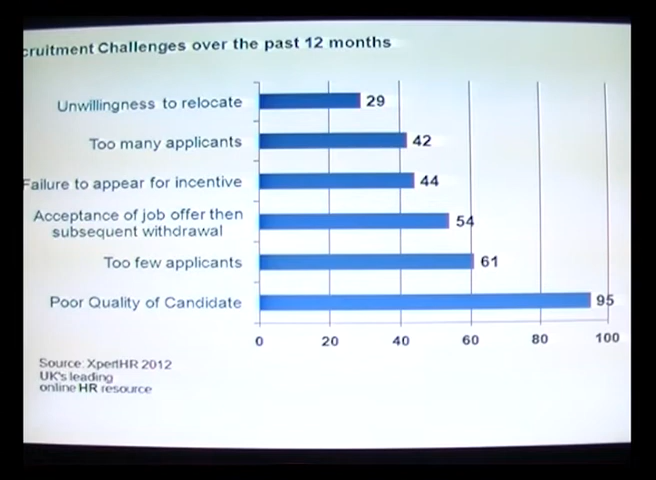 cruitment Challenges over the past 12 months
Unwillingness to relocate 29
Too many applicants 42
Failure to appear for incentive 44
Acceptance of job offer then
subsequent withdrawal 54
Too few applicants 61
Poor Quality of Candidate 95
0 20 40 60 80 100
Source: XpertHR 2012
UK's leading
online HR resource